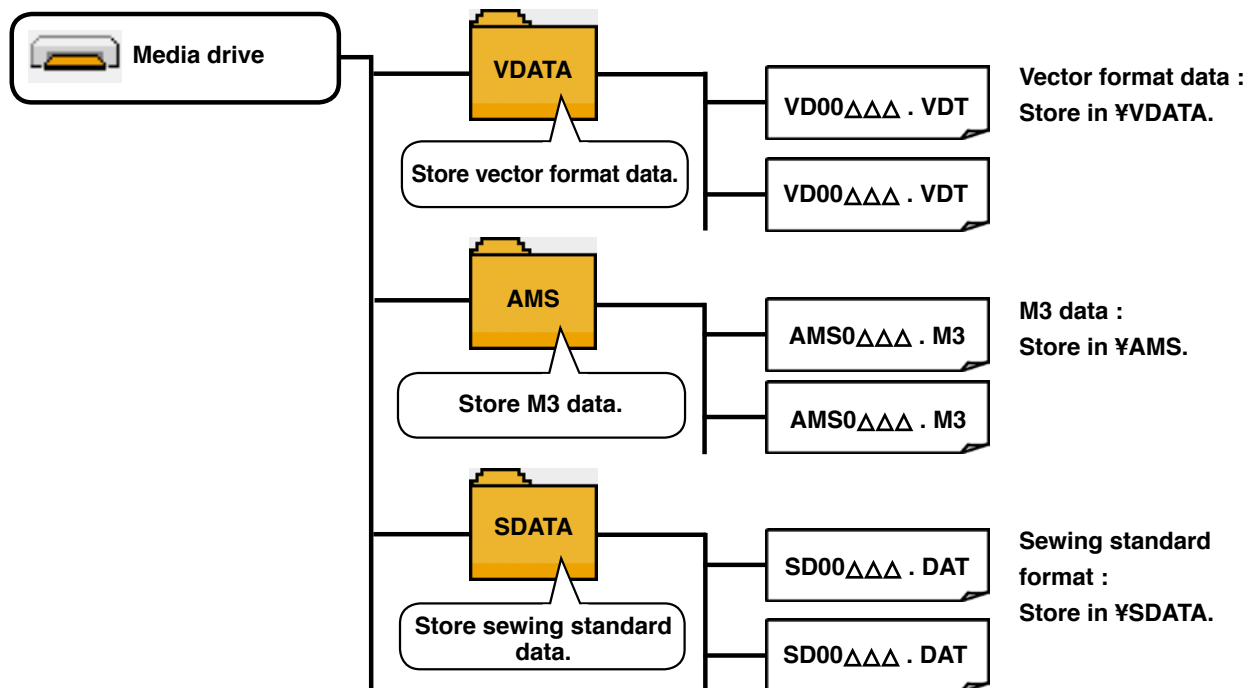 Media drive
VDATA
Store vector format data.
VD00△△△ . VDT
VD00△△△ . VDT
Vector format data :
Store in ¥VDATA.
AMS
Store M3 data.
AMS0△△△ . M3
AMS0△△△ . M3
M3 data :
Store in ¥AMS.
SDATA
Store sewing standard
data.
SD00△△△ . DAT
SD00△△△ . DAT
Sewing standard
format :
Store in ¥SDATA.